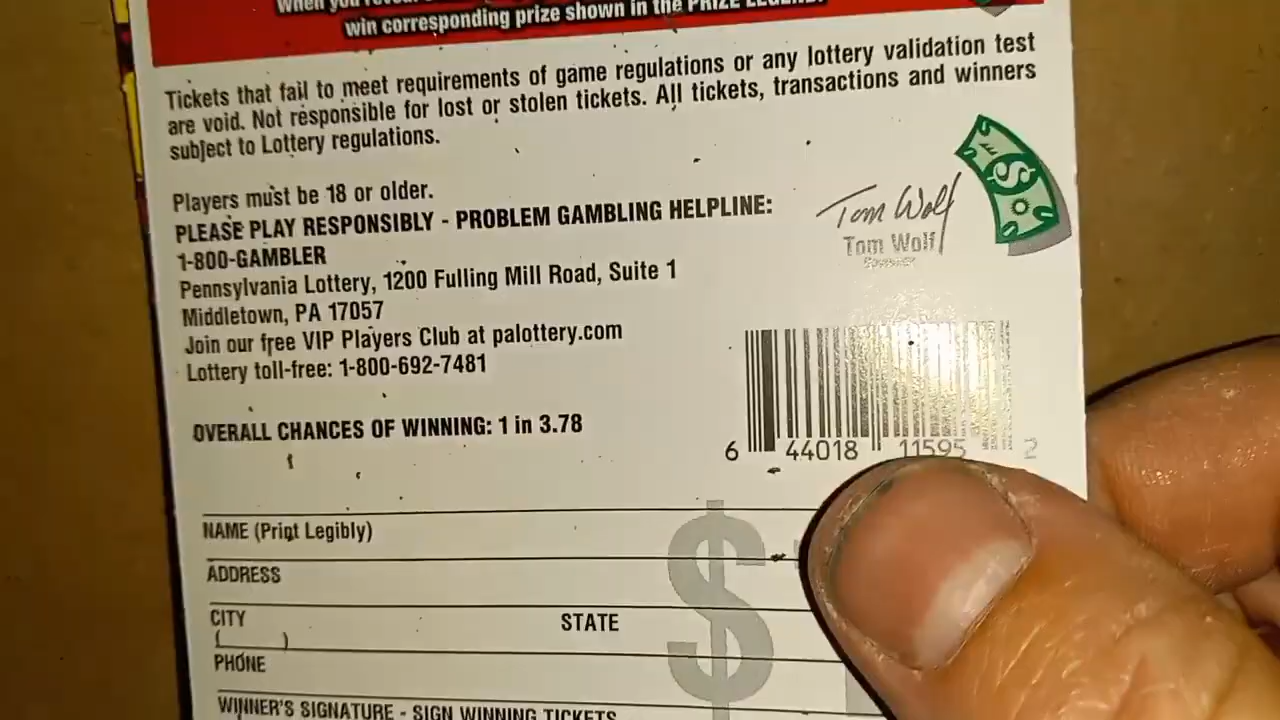 When you reveal
win corresponding prize shown in the PRIZE LEGEND.
Tickets that fail to meet requirements of game regulations or any lottery validation test
are void. Not responsible for lost or stolen tickets. All tickets, transactions and winners
subject to Lottery regulations.
Players must be 18 or older.
PLEASE PLAY RESPONSIBLY - PROBLEM GAMBLING HELPLINE:
1-800-GAMBLER
Pennsylvania Lottery, 1200 Fulling Mill Road, Suite 1
Middletown, PA 17057
Join our free VIP Players Club at palottery.com
Lottery toll-free: 1-800-692-7481
Tom Wolf
Tom Wolf
Governor
$
OVERALL CHANCES OF WINNING: 1 in 3.78
6 44018 11595 2
NAME (Print Legibly)
ADDRESS
CITY STATE
( )
PHONE
$
WINNER'S SIGNATURE - SIGN WINNING TICKETS